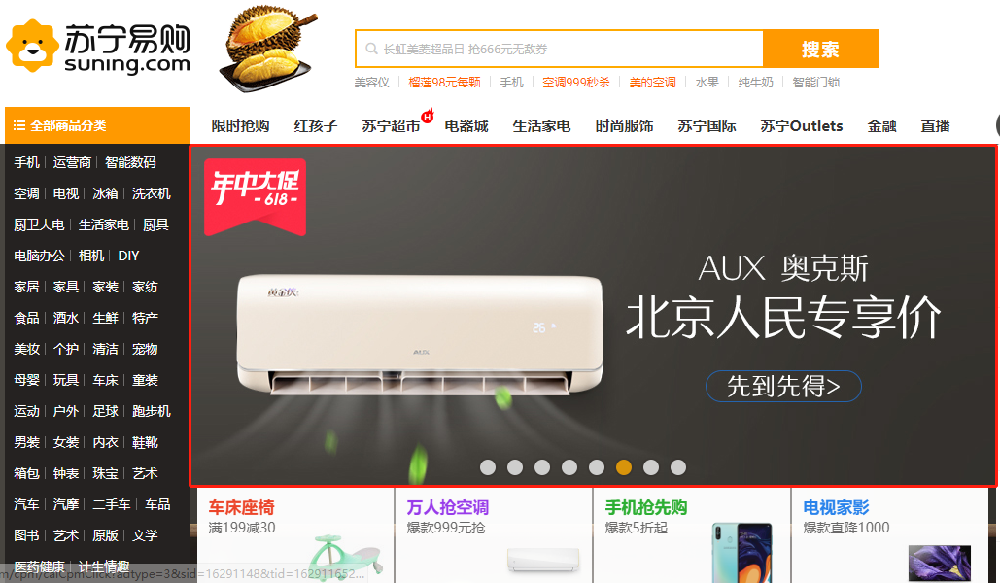 苏宁易购
suning.com
长虹美菱超品日 抢666元无敌券
搜索
美容仪 | 榴莲98元每颗 | 手机 | 空调999秒杀 | 美的空调 | 水果 | 纯牛奶 | 智能门锁
全部商品分类
限时抢购 红孩子 苏宁超市 H 电器城 生活家电 时尚服饰 苏宁国际 苏宁Outlets 金融 直播
手机 | 运营商 | 智能数码
空调 | 电视 | 冰箱 | 洗衣机
厨卫大电 | 生活家电 | 厨具
电脑办公 | 相机 | DIY
家居 | 家具 | 家装 | 家纺
食品 | 酒水 | 生鲜 | 特产
美妆 | 个护 | 清洁 | 宠物
母婴 | 玩具 | 车床 | 童装
运动 | 户外 | 足球 | 跑步机
男装 | 女装 | 内衣 | 鞋靴
箱包 | 钟表 | 珠宝 | 艺术
汽车 | 汽摩 | 二手车 | 车品
图书 | 艺术 | 原版 | 文学
医药健康 | 计生情趣
年中大促
-618-
26
AUX
AUX 奥克斯
北京人民专享价
先到先得>
车床座椅
满199减30
万人抢空调
爆款999元抢
手机抢先购
爆款5折起
电视家影
爆款直降1000